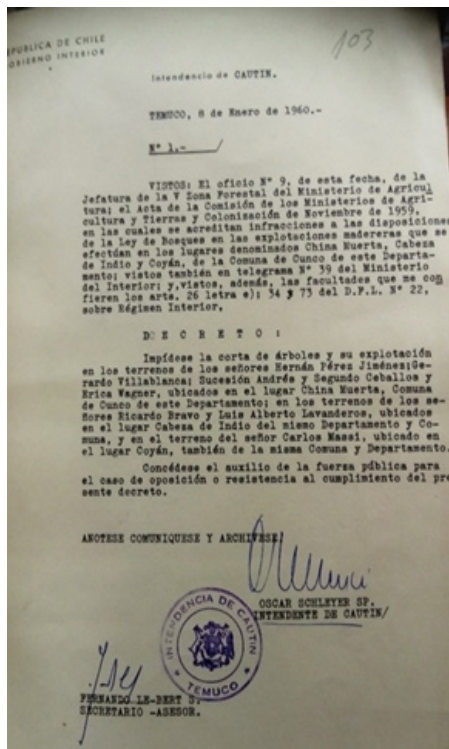 REPUBLICA DE CHILE
GOBIERNO INTERIOR
103
Intendencia de CAUTIN.
TEMUCO, 8 de Enero de 1960.-
N° 1.- /
VISTOS: El oficio N° 9, de esta fecha, de la
Jefatura de la V Zona Forestal del Ministerio de Agricul
tura; el Acta de la Comisión de los Ministerios de Agri-
cultura y Tierras y Colonización de Noviembre de 1959,
en las cuales se acreditan infracciones a las disposiciones
de la Ley de Bosques en las explotaciones madereras que se
efectúan en los lugares denominados China Muerta, Cabeza
de Indio y Coyán, de la Comuna de Cunco de este Departa-
mento; vistos también en telegrama N° 39 del Ministerio
del Interior; y,vistos, además, las facultades que me con
fieren los arts. 26 letra e); 34 y 73 del D.F.L. N° 22,
sobre Régimen Interior,
D E C R E T O :
Impídese la corta de árboles y su explotación
en los terrenos de los señores Hernán Pérez Jiménez;Ge-
rardo Villablanca; Sucesión Andrés y Segundo Ceballos y
Erica Wagner, ubicados en el lugar China Muerta, Comuna
de Cunco de este Departamento; en los terrenos de los se-
ñores Ricardo Bravo y Luis Alberto Lavanderos, ubicados
en el lugar Cabeza de Indio del mismo Departamento y Co-
muna, y en el terreno del señor Carlos Massi, ubicado en
el lugar Coyán, también de la misma Comuna y Departamento.
Concédese el auxilio de la fuerza pública para
el caso de oposición o resistencia al cumplimiento del pre
sente decreto.
ANOTESE COMUNIQUESE Y ARCHIVESE/
OSCAR SCHLEYER SP.
INTENDENTE DE CAUTIN/
INTENDENCIA DE CAUTIN
TEMUCO
FERNANDO LE-BERT S.
SECRETARIO -ASESOR.